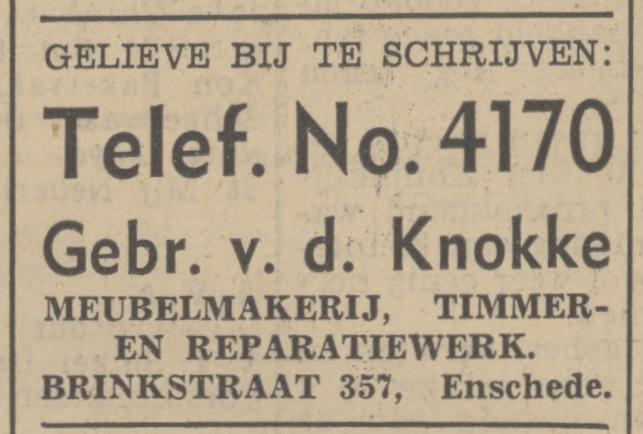 GELIEVE BIJ TE SCHRIJVEN:
Telef. No. 4170
Gebr. v. d. Knokke
MEUBELMAKERIJ, TIMMER-
EN REPARATIEWERK.
BRINKSTRAAT 357, Enschede.